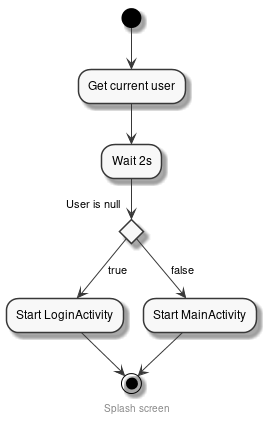 Get current user
Wait 2s
User is null
true
false
Start LoginActivity
Start MainActivity
Splash screen